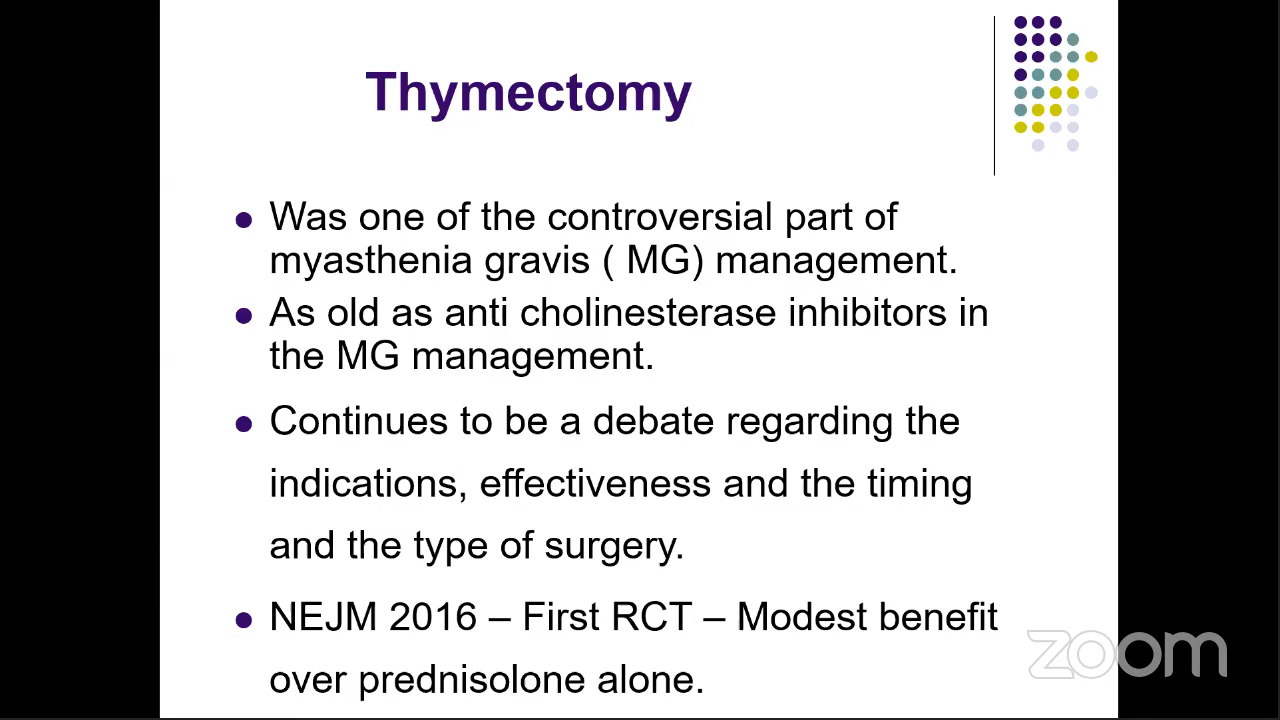 Thymectomy
Was one of the controversial part of
myasthenia gravis ( MG) management.
As old as anti cholinesterase inhibitors in
the MG management.
Continues to be a debate regarding the
indications, effectiveness and the timing
and the type of surgery.
NEJM 2016 – First RCT – Modest benefit
over prednisolone alone.
zoom